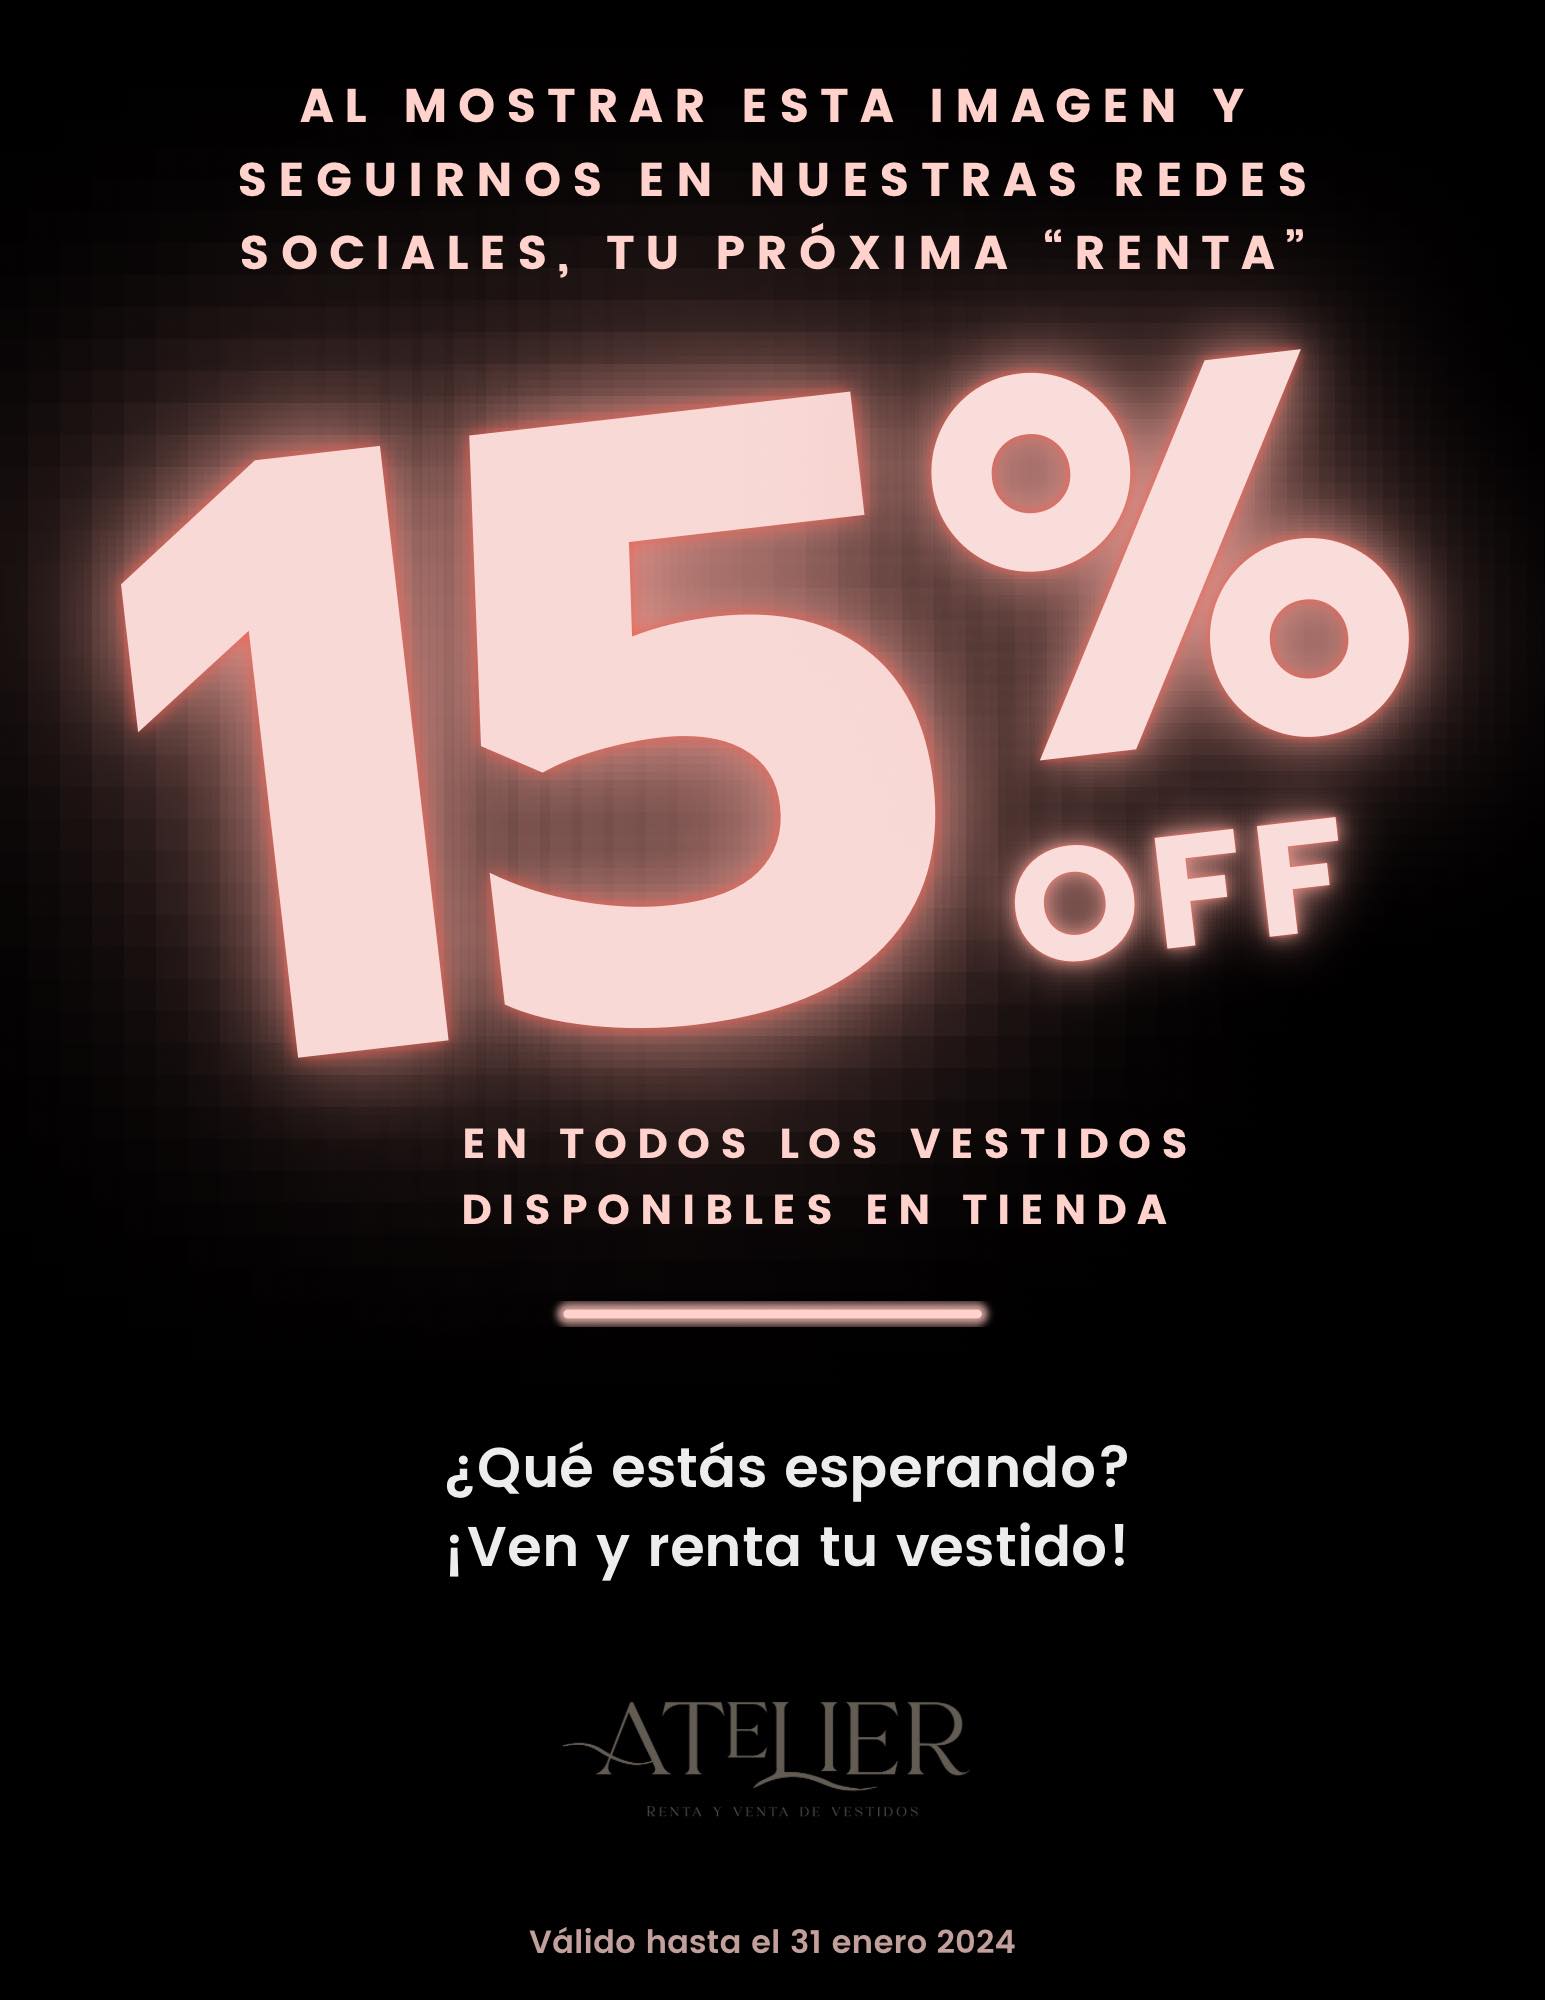 AL MOSTRAR ESTA IMAGEN Y
SEGUIRNOS EN NUESTRAS REDES
SOCIALES, TU PRÓXIMA “RENTA”
15%
OFF
EN TODOS LOS VESTIDOS
DISPONIBLES EN TIENDA
¿Qué estás esperando?
¡Ven y renta tu vestido!
ATELIER
RENTA Y VENTA DE VESTIDOS
Válido hasta el 31 enero 2024